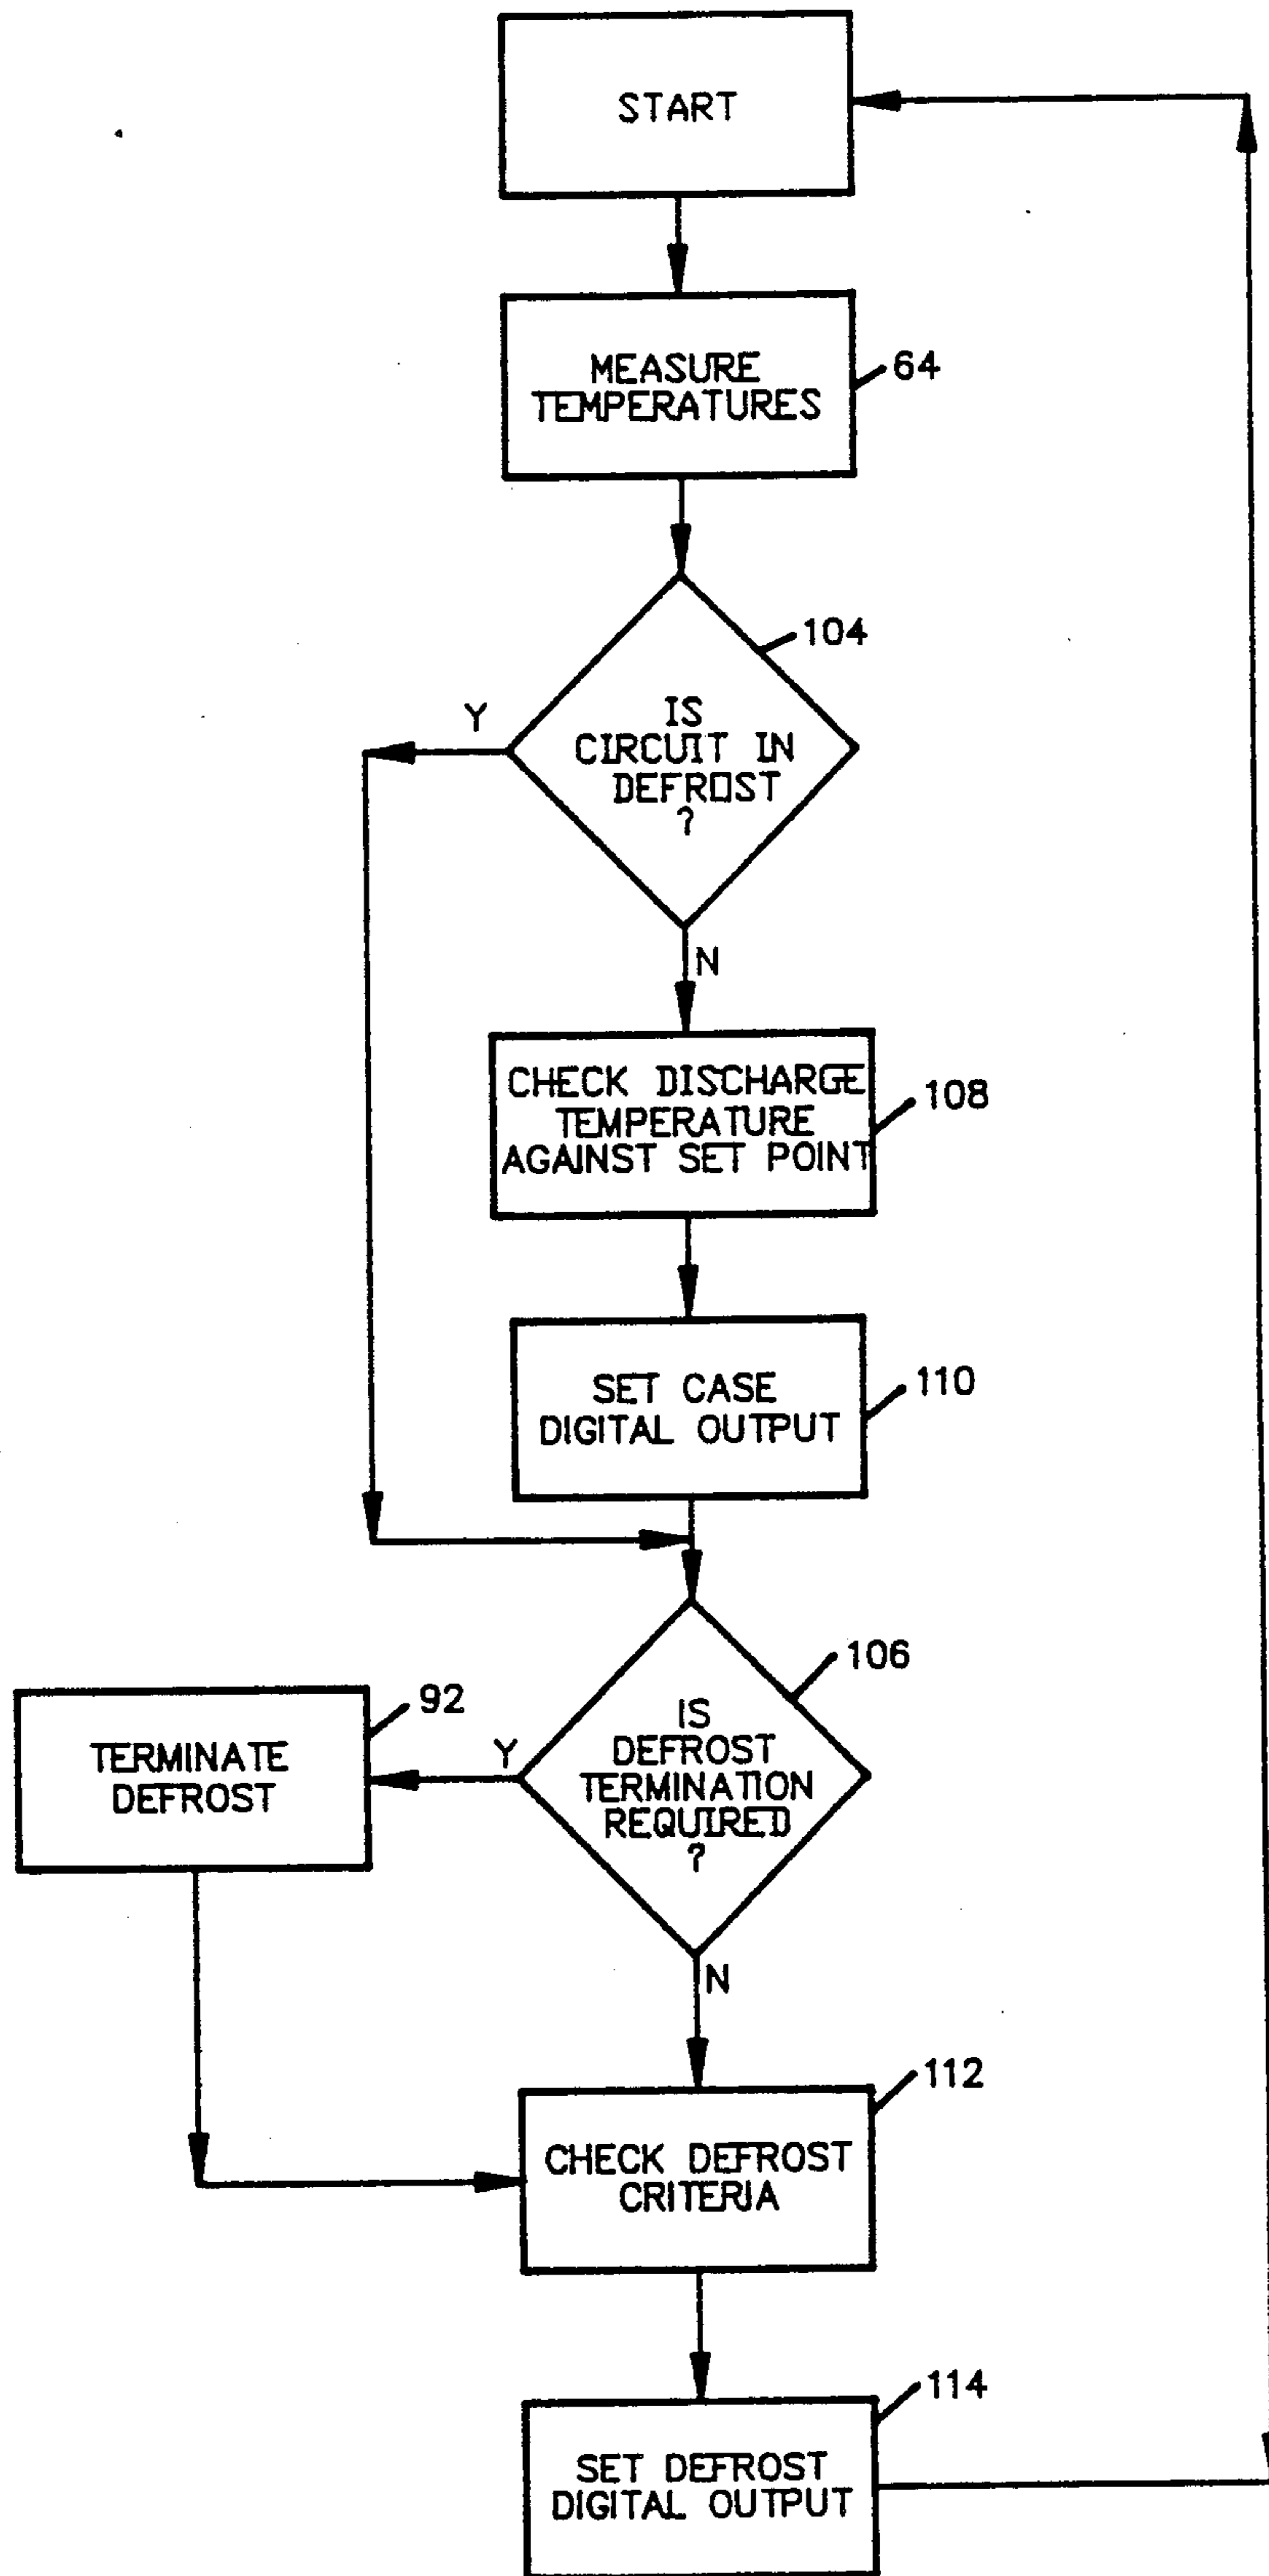 START
MEASURE
TEMPERATURES
64
104
Y
IS
CIRCUIT IN
DEFROST
?
N
CHECK DISCHARGE
TEMPERATURE
AGAINST SET POINT
108
SET CASE
DIGITAL OUTPUT
110
106
92
TERMINATE
DEFROST
Y
IS
DEFROST
TERMINATION
REQUIRED
?
N
112
CHECK DEFROST
CRITERIA
114
SET DEFROST
DIGITAL OUTPUT